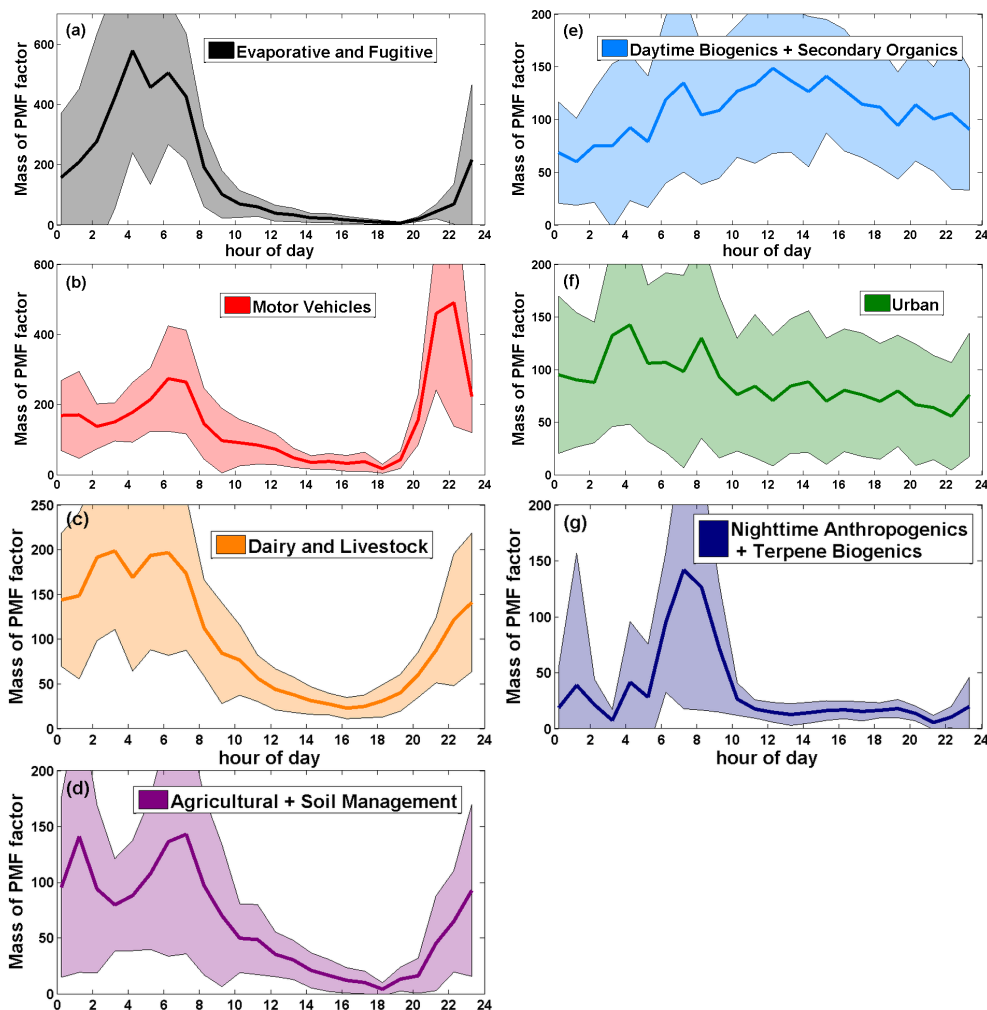 (a)
Evaporative and Fugitive
Mass of PMF factor
600
400
200
0
0 2 4 6 8 10 12 14 16 18 20 22 24
hour of day
(b)
Motor Vehicles
Mass of PMF factor
600
400
200
0
0 2 4 6 8 10 12 14 16 18 20 22 24
(c)
Dairy and Livestock
Mass of PMF factor
250
200
150
100
50
0
0 2 4 6 8 10 12 14 16 18 20 22 24
(d)
Agricultural + Soil Management
Mass of PMF factor
200
150
100
50
0
0 2 4 6 8 10 12 14 16 18 20 22 24
hour of day
(e)
Daytime Biogenics + Secondary Organics
Mass of PMF factor
200
150
100
50
0
0 2 4 6 8 10 12 14 16 18 20 22 24
hour of day
(f)
Urban
Mass of PMF factor
200
150
100
50
0
0 2 4 6 8 10 12 14 16 18 20 22 24
(g)
Nighttime Anthropogenics
+ Terpene Biogenics
Mass of PMF factor
200
150
100
50
0
0 2 4 6 8 10 12 14 16 18 20 22 24
hour of day